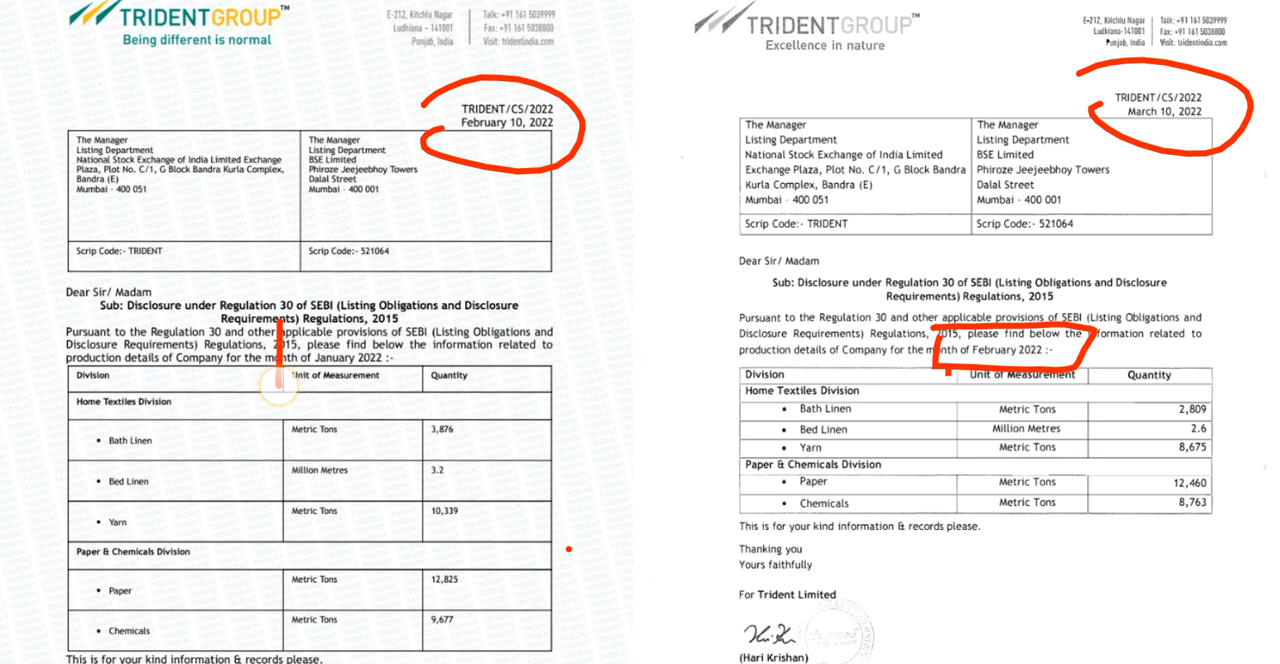 TRIDENTGROUP™
Being different is normal
E-212, Kitchlu Nagar
Ludhiana - 141001
Punjab, India
Talk: +91 161 5039999
Fax: +91 161 5038800
Visit: tridentindia.com
TRIDENT/CS/2022
February 10, 2022
The Manager
Listing Department
National Stock Exchange of India Limited Exchange
Plaza, Plot No. C/1, G Block Bandra Kurla Complex,
Bandra (E)
Mumbai - 400 051
The Manager
Listing Department
BSE Limited
Phiroze Jeejeebhoy Towers
Dalal Street
Mumbai - 400 001
Scrip Code:- TRIDENT
Scrip Code:- 521064
Dear Sir/ Madam
Sub: Disclosure under Regulation 30 of SEBI (Listing Obligations and Disclosure
Requirements) Regulations, 2015
Pursuant to the Regulation 30 and other applicable provisions of SEBI (Listing Obligations and
Disclosure Requirements) Regulations, 2015, please find below the information related to
production details of Company for the month of January 2022 :-
Division Unit of Measurement Quantity
Home Textiles Division
• Bath Linen Metric Tons 3,876
• Bed Linen Million Metres 3.2
• Yarn Metric Tons 10,339
Paper & Chemicals Division
• Paper Metric Tons 12,825
• Chemicals Metric Tons 9,677
This is for your kind information & records please.
TRIDENTGROUP™
Excellence in nature
E-212, Kitchlu Nagar
Ludhiana-141001
Punjab, India
Talk: +91 161 5039999
Fax: +91 161 5038800
Visit: tridentindia.com
TRIDENT/CS/2022
March 10, 2022
The Manager
Listing Department
National Stock Exchange of India Limited
Exchange Plaza, Plot No. C/1, G Block Bandra
Kurla Complex, Bandra (E)
Mumbai - 400 051
The Manager
Listing Department
BSE Limited
Phiroze Jeejeebhoy Towers
Dalal Street
Mumbai - 400 001
Scrip Code:- TRIDENT
Scrip Code:- 521064
Dear Sir/ Madam
Sub: Disclosure under Regulation 30 of SEBI (Listing Obligations and Disclosure
Requirements) Regulations, 2015
Pursuant to the Regulation 30 and other applicable provisions of SEBI (Listing Obligations and
Disclosure Requirements) Regulations, 2015, please find below the information related to
production details of Company for the month of February 2022 :-
Division Unit of Measurement Quantity
Home Textiles Division
• Bath Linen Metric Tons 2,809
• Bed Linen Million Metres 2.6
• Yarn Metric Tons 8,675
Paper & Chemicals Division
• Paper Metric Tons 12,460
• Chemicals Metric Tons 8,763
This is for your kind information & records please.
Thanking you
Yours faithfully
For Trident Limited
(Hari Krishan)